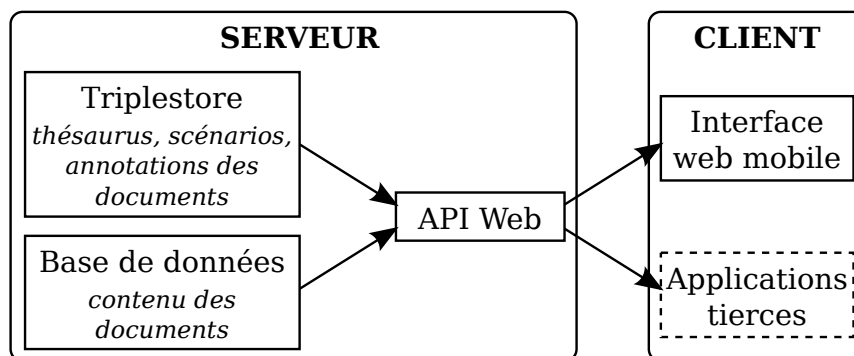 SERVEUR
Triplestore
thésaurus, scénarios,
annotations des
documents
Base de données
contenu des
documents
API Web
CLIENT
Interface
web mobile
Applications
tierces